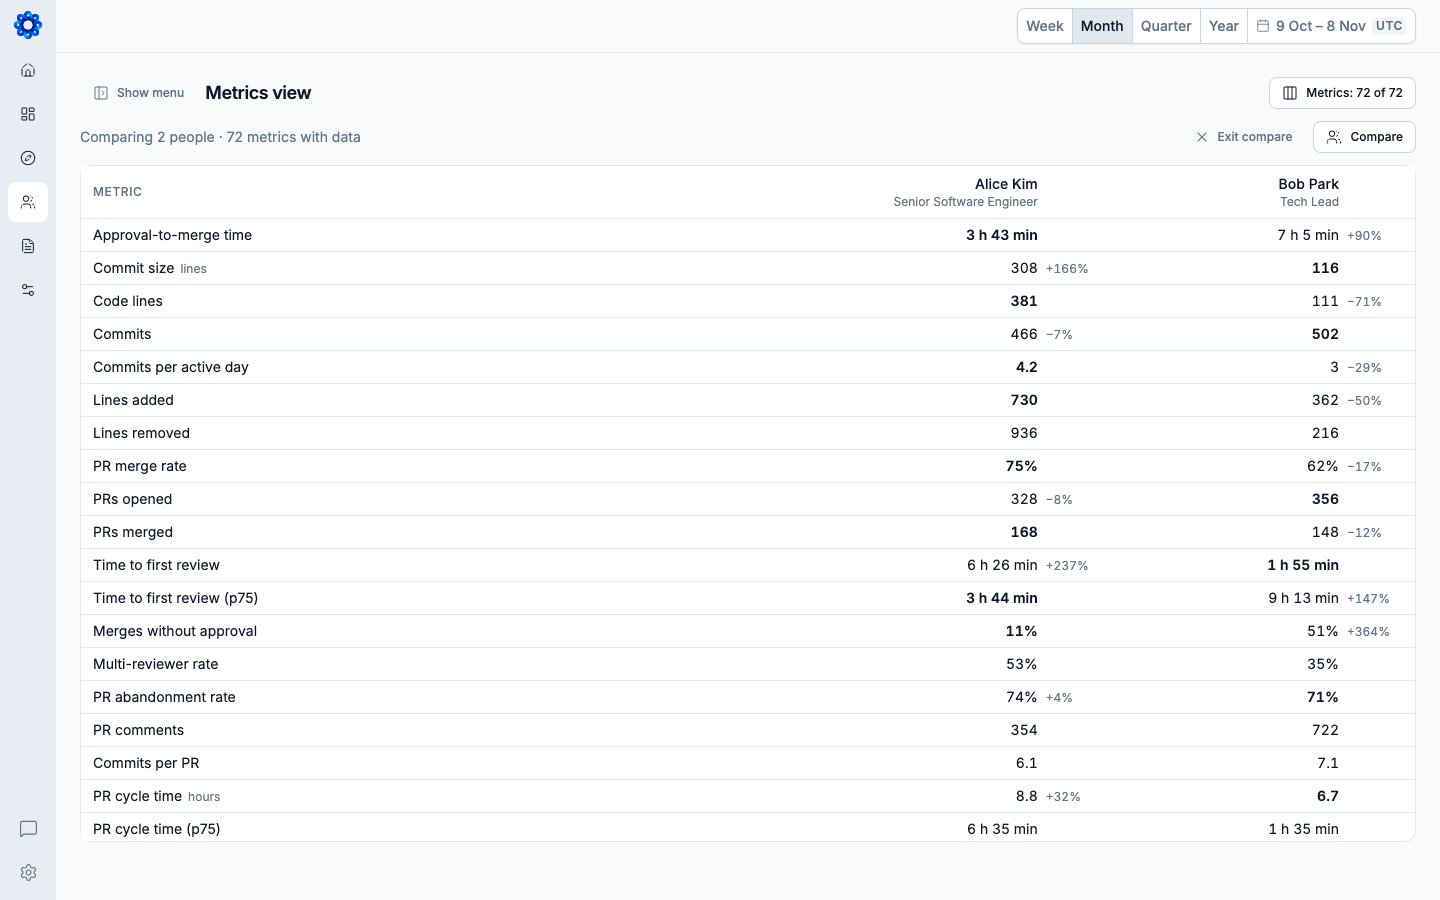 Week Month Quarter Year 9 Oct – 8 Nov UTC
Show menu Metrics view Metrics: 72 of 72
Comparing 2 people · 72 metrics with data Exit compare Compare
METRIC Alice Kim Bob Park
Senior Software Engineer Tech Lead
Approval-to-merge time 3 h 43 min 7 h 5 min +90%
Commit size lines 308 +166% 116
Code lines 381 111 −71%
Commits 466 −7% 502
Commits per active day 4.2 3 −29%
Lines added 730 362 −50%
Lines removed 936 216
PR merge rate 75% 62% −17%
PRs opened 328 −8% 356
PRs merged 168 148 −12%
Time to first review 6 h 26 min +237% 1 h 55 min
Time to first review (p75) 3 h 44 min 9 h 13 min +147%
Merges without approval 11% 51% +364%
Multi-reviewer rate 53% 35%
PR abandonment rate 74% +4% 71%
PR comments 354 722
Commits per PR 6.1 7.1
PR cycle time hours 8.8 +32% 6.7
PR cycle time (p75) 6 h 35 min 1 h 35 min